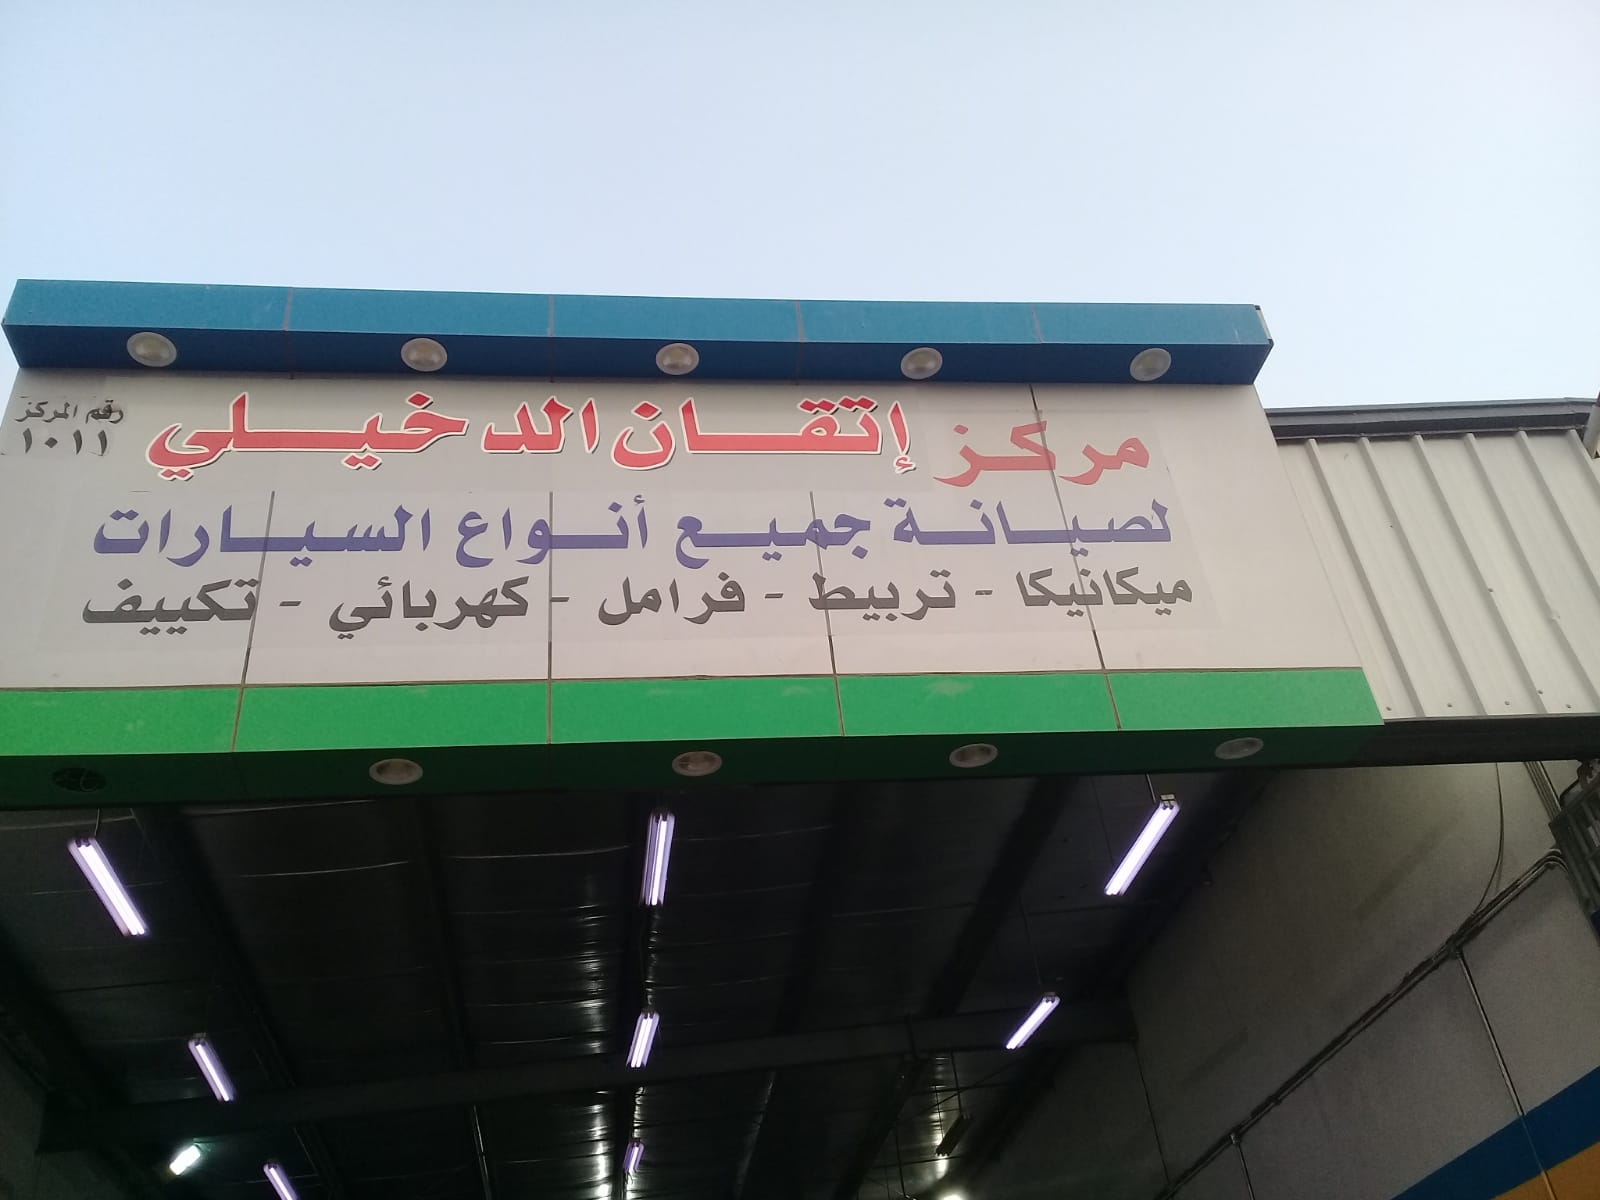 مركز إتقان الدخيلي
رقم المركز
١٠١١
لصيانة جميع أنواع السيارات
ميكانيكا - تربيط - فرامل - كهربائي - تكييف